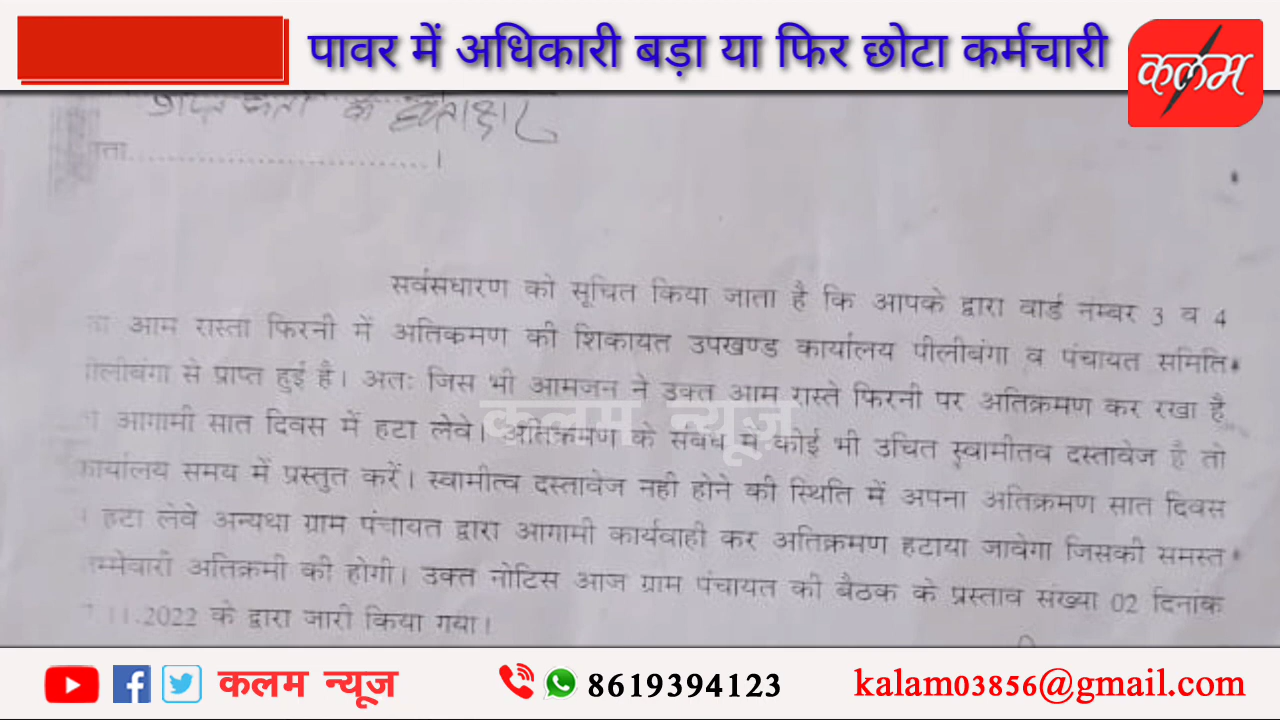 पावर में अधिकारी बड़ा या फिर छोटा कर्मचारी
कलम
के हस्ताक्षर
ता..............................।
सर्वसधारण को सूचित किया जाता है कि आपके द्वारा वार्ड नम्बर 3 व 4
आम रास्ता फिरनी में अतिकमण की शिकायत उपखण्ड कार्यालय पीलीबंगा व पंचायत समिति
पीलीबंगा से प्राप्त हुई है। अतः जिस भी आमजन ने उक्त आम रास्ते फिरनी पर अतिक्रमण कर रखा है
आगामी सात दिवस में हटा लेवे। अतिक्रमण के संबंध में कोई भी उचित स्वामीतव दस्तावेज है तो
कार्यालय समय में प्रस्तुत करें। स्वामीत्व दस्तावेज नही होने की स्थिति में अपना अतिक्रमण सात दिवस
हटा लेवे अन्यथा ग्राम पंचायत द्वारा आगामी कार्यवाही कर अतिक्रमण हटाया जावेगा जिसकी समस्त
म्मेवारी अतिक्रमी की होगी। उक्त नोटिस आज ग्राम पंचायत की बैठक के प्रस्ताव संख्या 02 दिनांक
.11.2022 के द्वारा जारी किया गया।
कलम न्यूज़
कलम न्यूज 8619394123 kalam03856@gmail.com